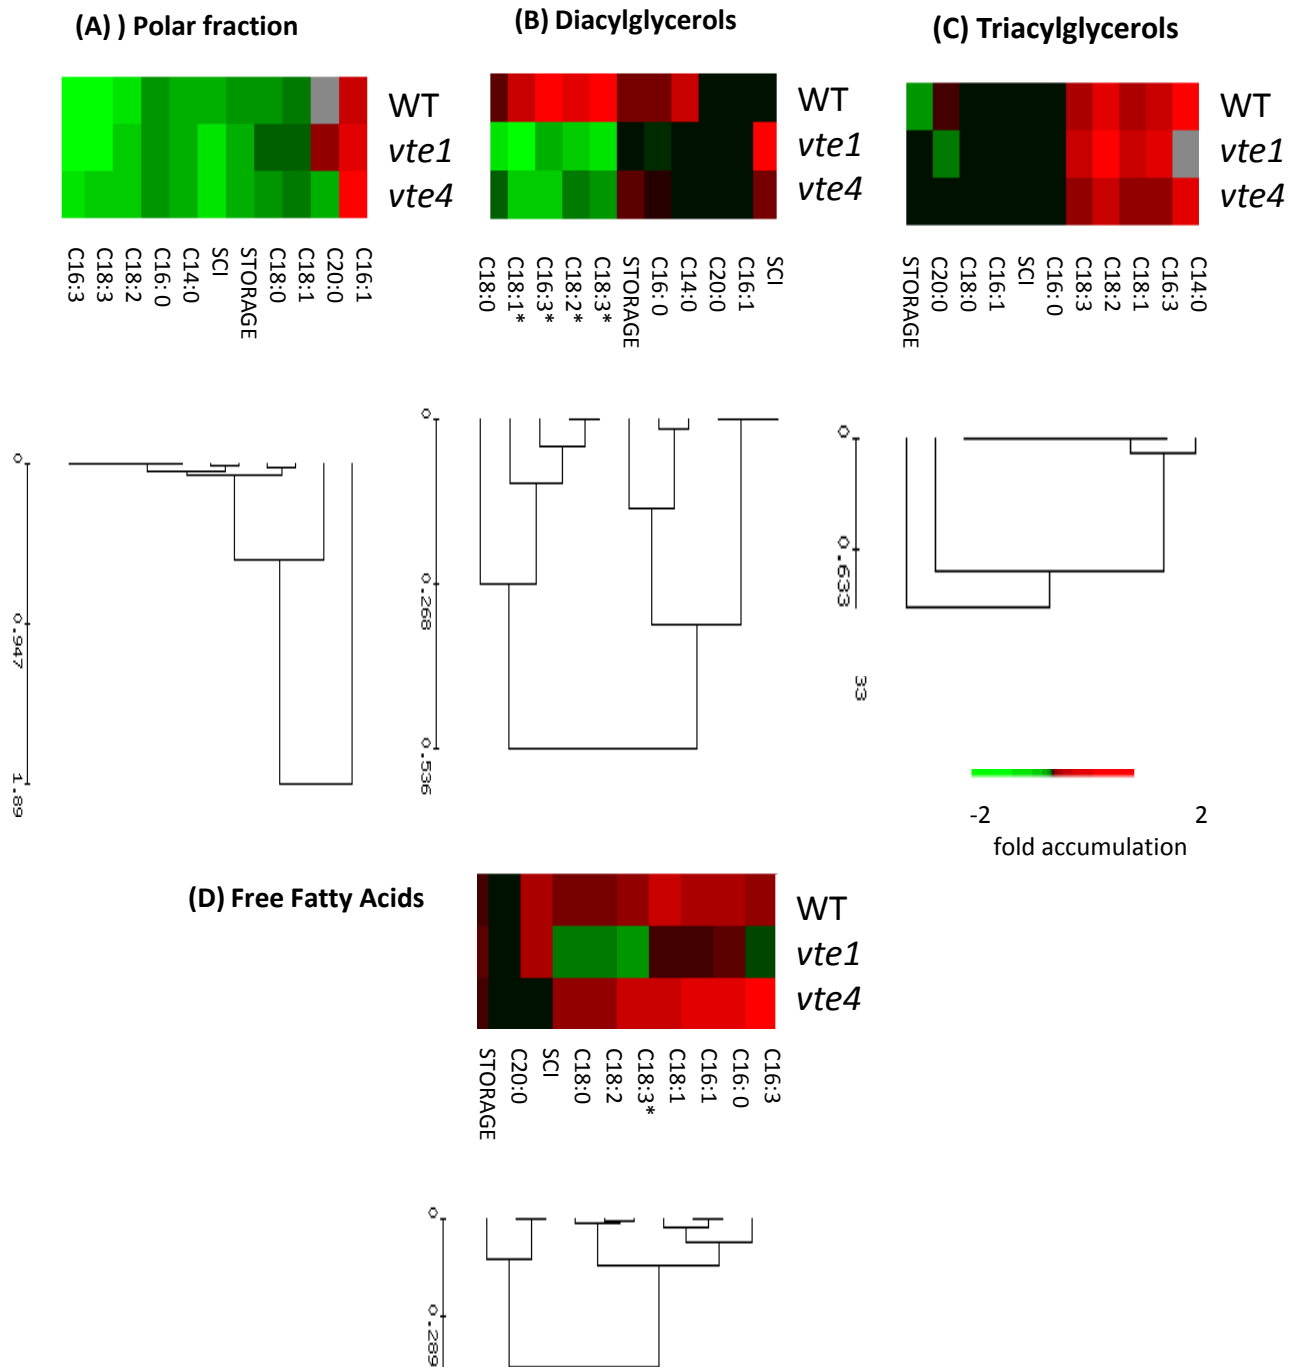 (A) ) Polar fraction
(B) Diacylglycerols
(C) Triacylglycerols
WT
vte1
vte4
WT
vte1
vte4
WT
vte1
vte4
C16:3
C18:3
C18:2
C16: 0
C14:0
SCI
STORAGE
C18:0
C18:1
C20:0
C16:1
C18:0
C18:1*
C16:3*
C18:2*
C18:3*
STORAGE
C16: 0
C14:0
C20:0
C16:1
SCI
STORAGE
C20:0
C18:0
C16:1
SCI
C16: 0
C18:3
C18:2
C18:1
C16:3
C14:0
0
0.947
1.89
0
0.268
0.536
0
0.633
33
-2 2
fold accumulation
(D) Free Fatty Acids
WT
vte1
vte4
STORAGE
C20:0
SCI
C18:0
C18:2
C18:3*
C18:1
C16:1
C16: 0
C16:3
0
0.289